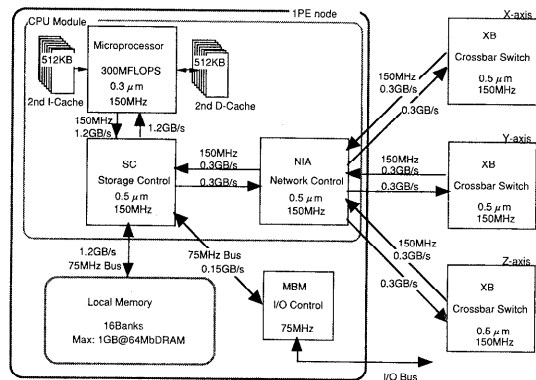 1PE node
CPU Module
Microprocessor
300MFLOPS
0.3 μm
150MHz
512KB
2nd I-Cache
512KB
2nd D-Cache
150MHz
1.2GB/s
1.2GB/s
SC
Storage Control
0.5 μm
150MHz
150MHz
0.3GB/s
0.3GB/s
NIA
Network Control
0.5 μm
150MHz
X-axis
XB
Crossbar Switch
0.5 μm
150MHz
150MHz
0.3GB/s
0.3GB/s
Y-axis
XB
Crossbar Switch
0.5 μm
150MHz
150MHz
0.3GB/s
0.3GB/s
Z-axis
XB
Crossbar Switch
0.5 μm
150MHz
150MHz
0.3GB/s
0.3GB/s
1.2GB/s
75MHz Bus
75MHz Bus
0.15GB/s
Local Memory
16Banks
Max: 1GB@64MbDRAM
MBM
I/O Control
75MHz
I/O Bus